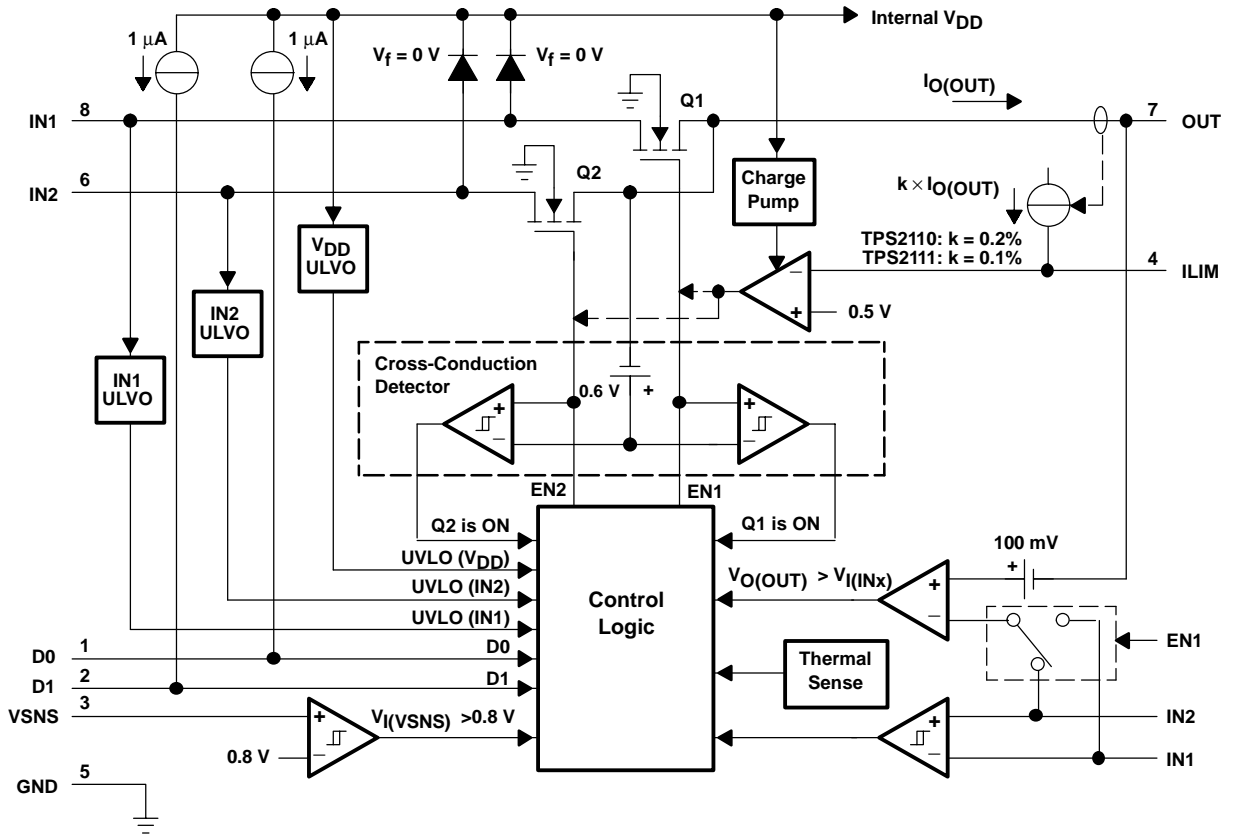 Internal VDD
1 μA
1 μA
Vf = 0 V
Vf = 0 V
IO(OUT)
Q1
8
IN1
7
OUT
6
IN2
Q2
Charge
Pump
k × IO(OUT)
VDD
ULVO
TPS2110: k = 0.2%
TPS2111: k = 0.1%
4
ILIM
−
+
0.5 V
IN2
ULVO
IN1
ULVO
Cross-Conduction
Detector
0.6 V
+
+
−
+
−
EN2
EN1
Q2 is ON
Q1 is ON
UVLO (VDD)
UVLO (IN2)
UVLO (IN1)
Control
Logic
VO(OUT) > VI(INx)
100 mV
+
+
−
EN1
D0
1
D0
D1
2
D1
Thermal
Sense
VSNS
3
+
−
VI(VSNS) >0.8 V
0.8 V
+
−
IN2
IN1
GND
5